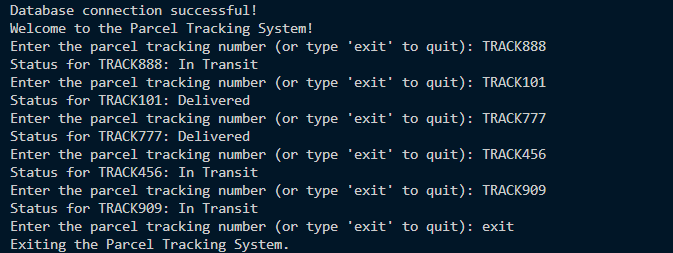 Database connection successful!
Welcome to the Parcel Tracking System!
Enter the parcel tracking number (or type 'exit' to quit): TRACK888
Status for TRACK888: In Transit
Enter the parcel tracking number (or type 'exit' to quit): TRACK101
Status for TRACK101: Delivered
Enter the parcel tracking number (or type 'exit' to quit): TRACK777
Status for TRACK777: Delivered
Enter the parcel tracking number (or type 'exit' to quit): TRACK456
Status for TRACK456: In Transit
Enter the parcel tracking number (or type 'exit' to quit): TRACK909
Status for TRACK909: In Transit
Enter the parcel tracking number (or type 'exit' to quit): exit
Exiting the Parcel Tracking System.